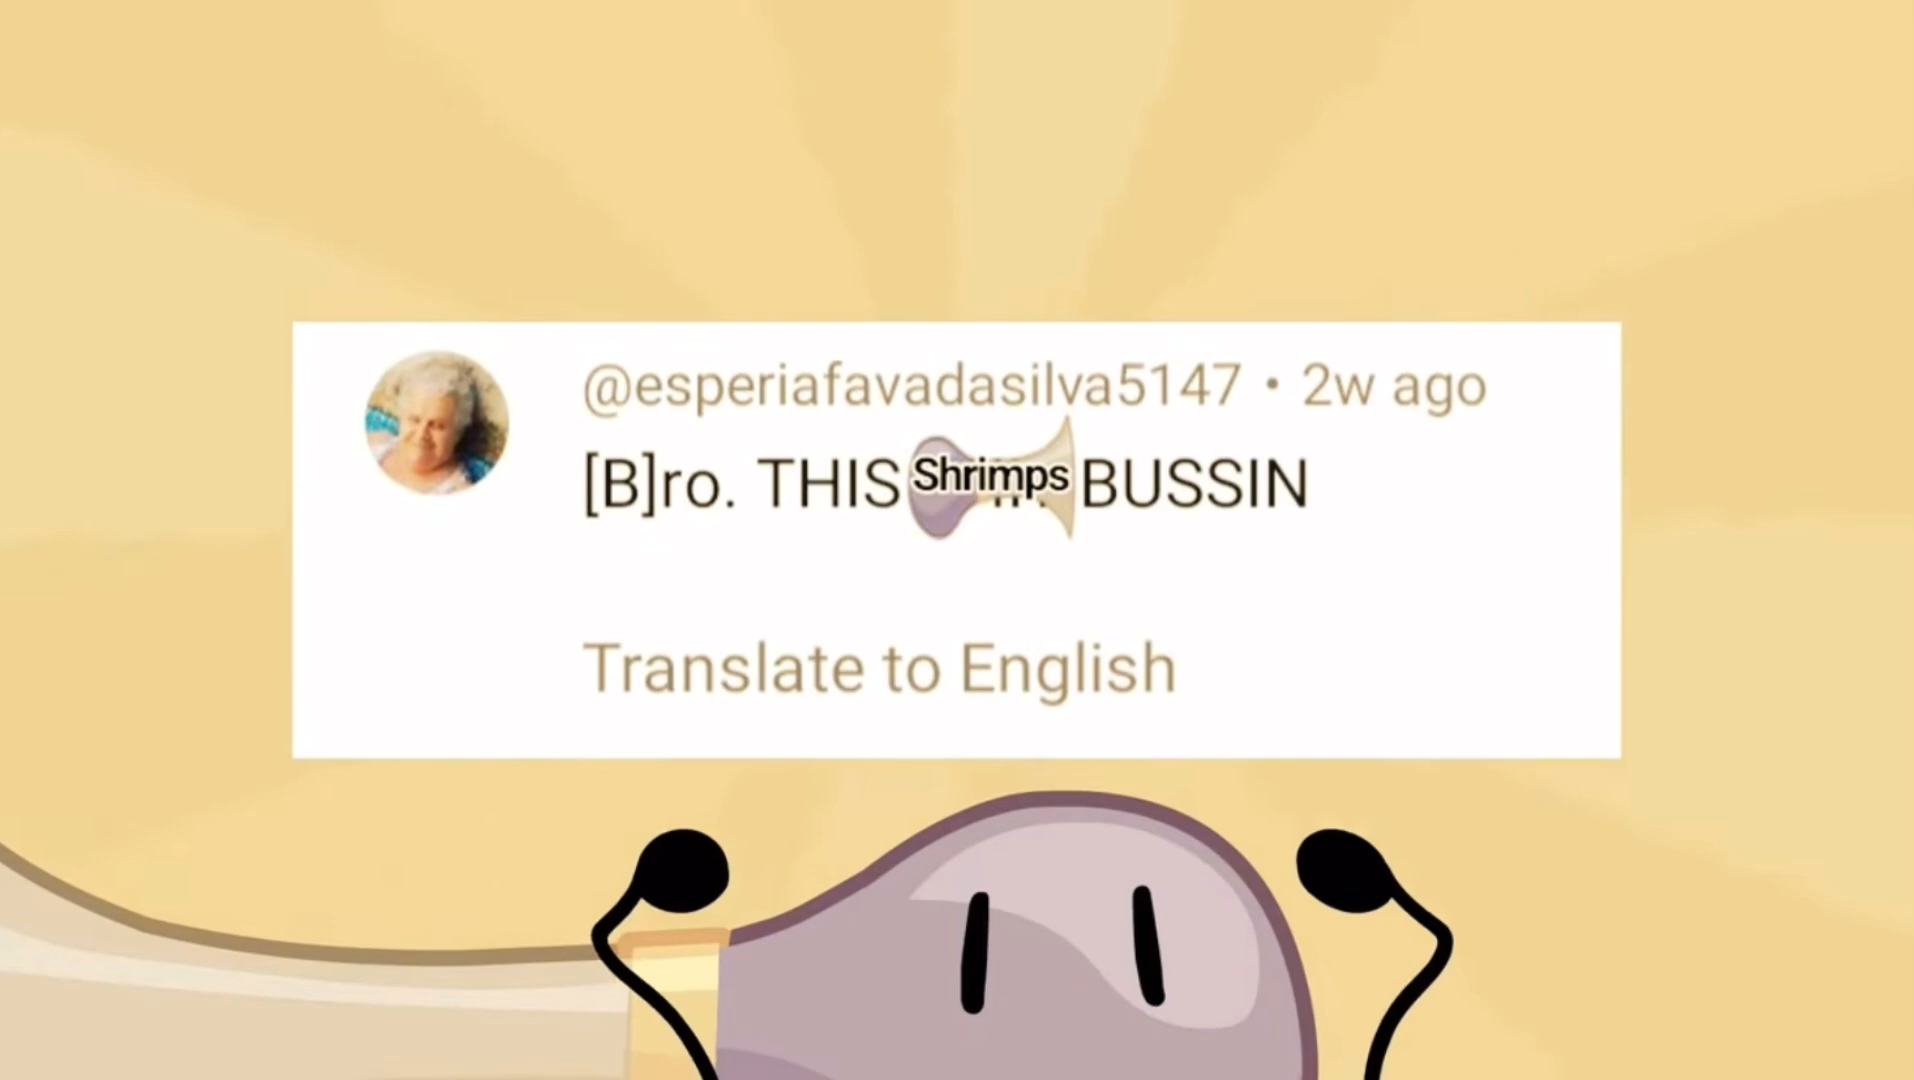 @esperiafavadasilva5147 • 2w ago
[B]ro. THIS Shrimps BUSSIN
Translate to English